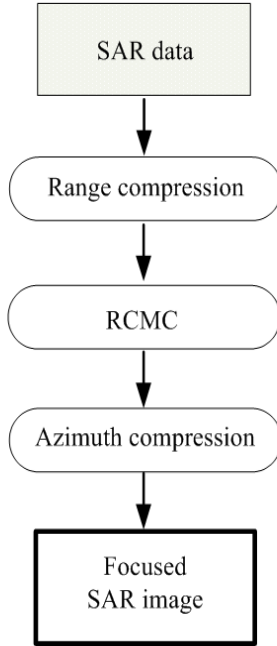 SAR data
Range compression
RCMC
Azimuth compression
Focused
SAR image